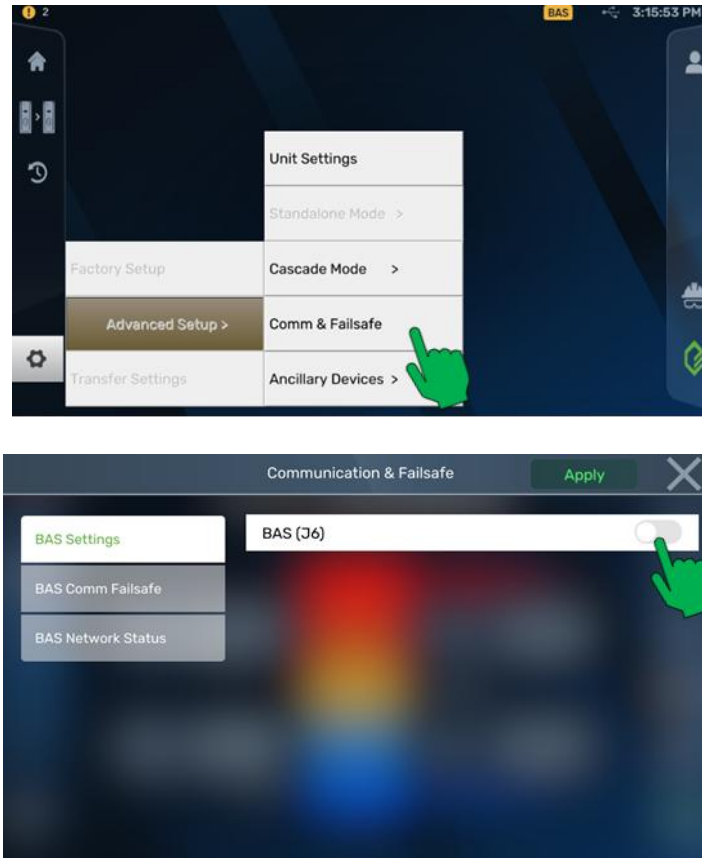 2
BAS
3:15:53 PM
Unit Settings
Standalone Mode >
Factory Setup
Cascade Mode >
Advanced Setup >
Comm & Failsafe
Transfer Settings
Ancillary Devices >
Communication & Failsafe
Apply
BAS Settings
BAS (J6)
BAS Comm Failsafe
BAS Network Status